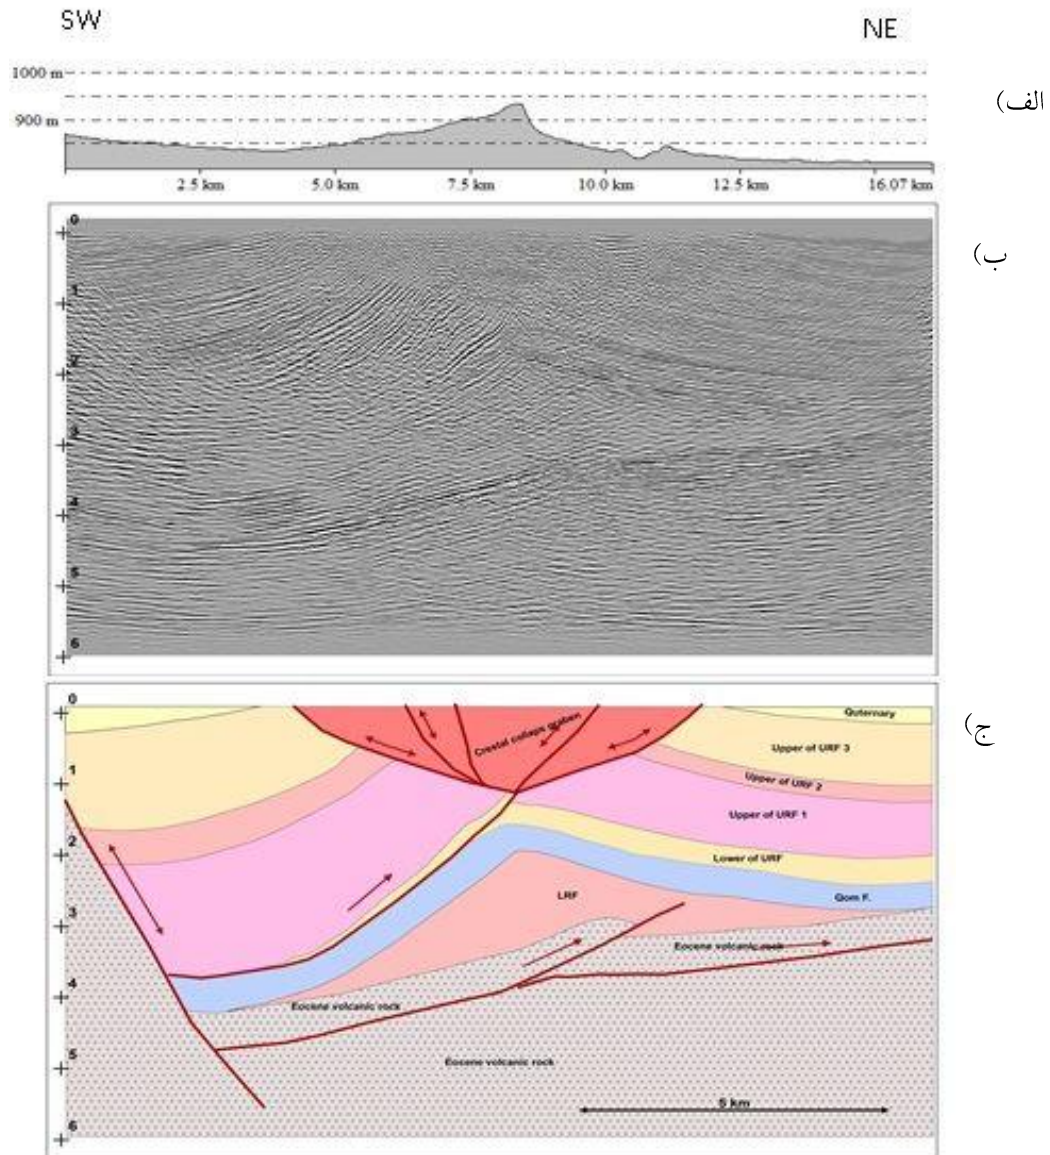 SW
NE
1000 m
الف)
900 m
2.5 km 5.0 km 7.5 km 10.0 km 12.5 km 16.07 km
0
ب)
1
2
3
4
5
6
0
Quternary
ج)
Crestal collaps graben
Upper of URF 3
1
Upper of URF 2
Upper of URF 1
2
Lower of URF
LRF
Qom F.
3
Eocene volcanic rock
4
Eocene volcanic rock
5
Eocene volcanic rock
5 km
6